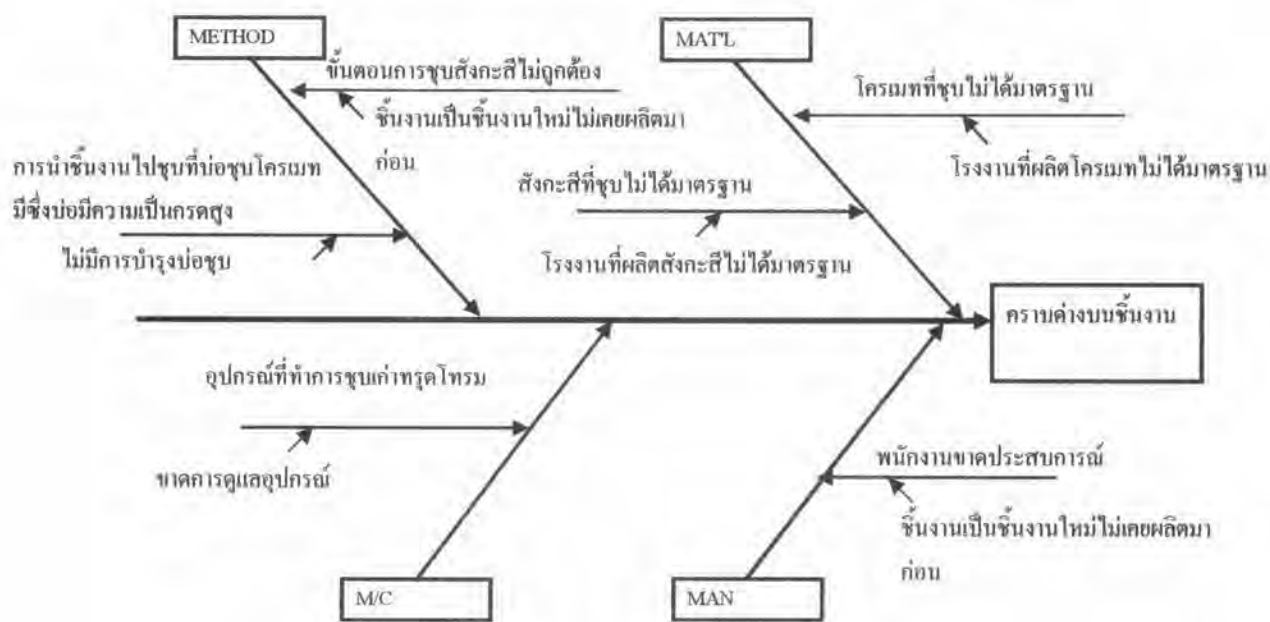 METHOD
MAT'L
ขั้นตอนการชุบสังกะสีไม่ถูกต้อง
ชิ้นงานเป็นชิ้นงานใหม่ไม่เคยผลิตมา
ก่อน
โครเมทที่ชุบไม่ได้มาตรฐาน
โรงงานที่ผลิตโครเมทไม่ได้มาตรฐาน
การนำชิ้นงานไปชุบที่บ่อชุบโครเมท
มีซึ่งบ่อมีความเป็นกรดสูง
ไม่มีการบำรุงบ่อชุบ
สังกะสีที่ชุบไม่ได้มาตรฐาน
โรงงานที่ผลิตสังกะสีไม่ได้มาตรฐาน
คราบด่างบนชิ้นงาน
อุปกรณ์ที่ทำการชุบเก่าทรุดโทรม
ขาดการดูแลอุปกรณ์
พนักงานขาดประสบการณ์
ชิ้นงานเป็นชิ้นงานใหม่ไม่เคยผลิตมา
ก่อน
M/C
MAN